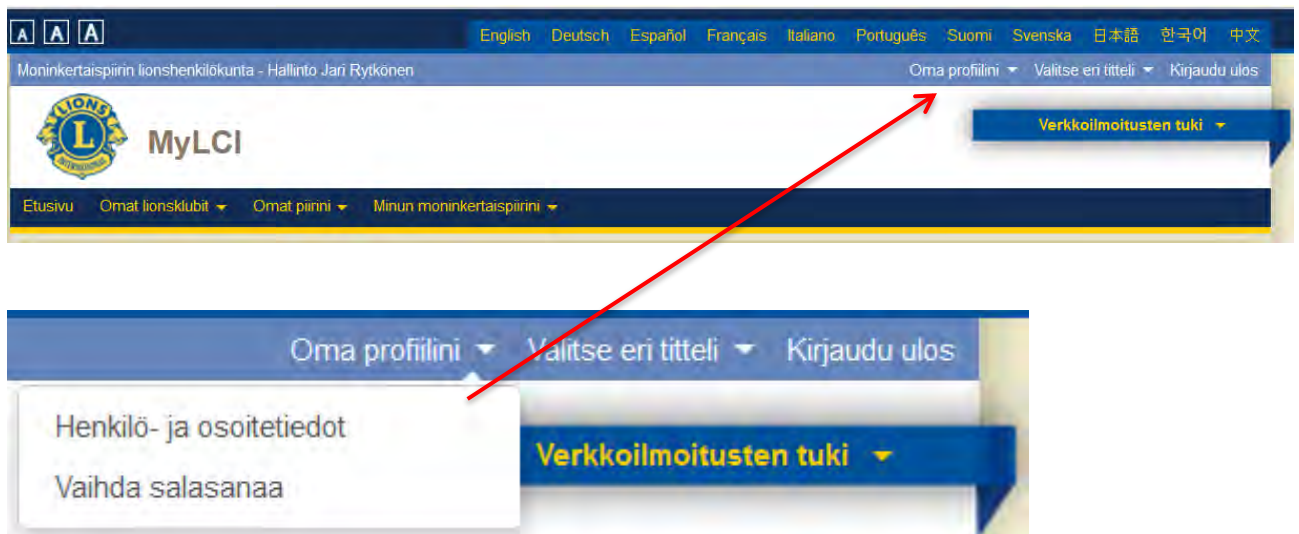 A A A English Deutsch Español Français Italiano Português Suomi Svenska 日本語 한국어 中文
Moninkertaispiirin lionshenkilökunta - Hallinto Jari Rytkönen Oma profiilini Valitse eri titteli Kirjaudu ulos
LIONS
L
INTERNATIONAL
MyLCI
Verkkoilmoitusten tuki
Etusivu Omat lionsklubit Omat piirini Minun moninkertaispiirini
Oma profiilini Valitse eri titteli Kirjaudu ulos
Henkilö- ja osoitetiedot
Verkkoilmoitusten tuki
Vaihda salasanaa